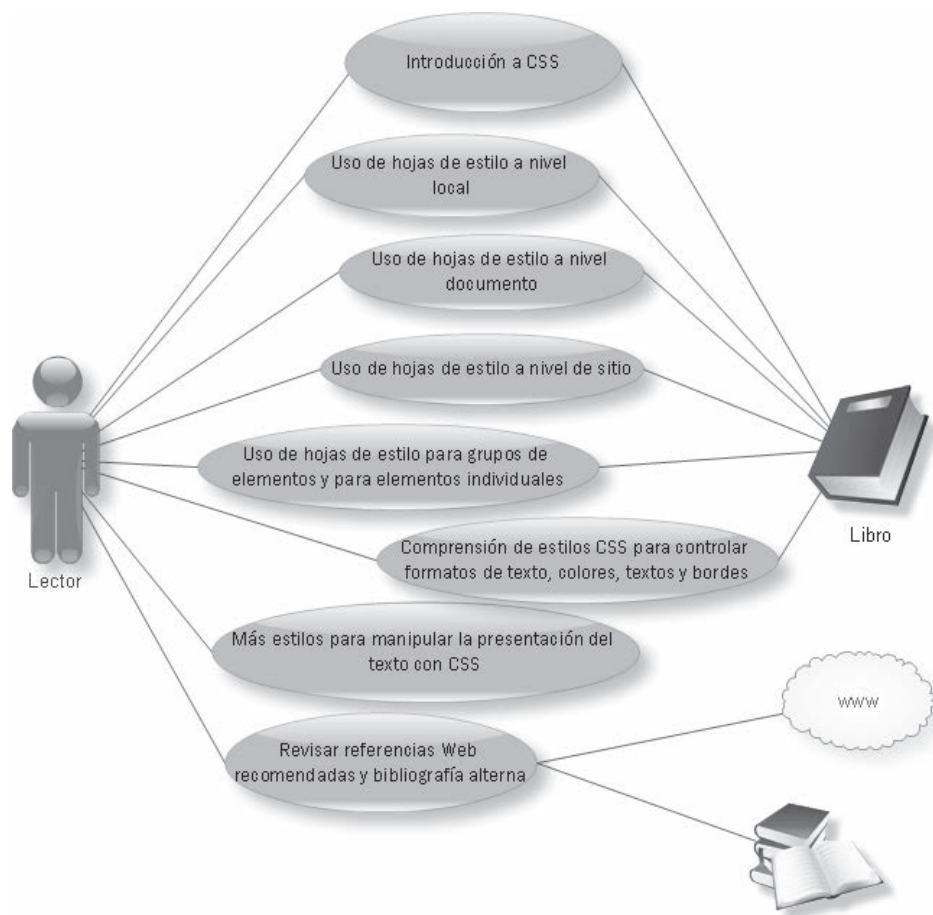 Introducción a CSS
Uso de hojas de estilo a nivel
local
Uso de hojas de estilo a nivel
documento
Uso de hojas de estilo a nivel de sitio
Uso de hojas de estilo para grupos de
elementos y para elementos individuales
Comprensión de estilos CSS para controlar
formatos de texto, colores, textos y bordes
Más estilos para manipular la presentación del
texto con CSS
Revisar referencias Web
recomendadas y bibliografía alterna
Lector
Libro
www